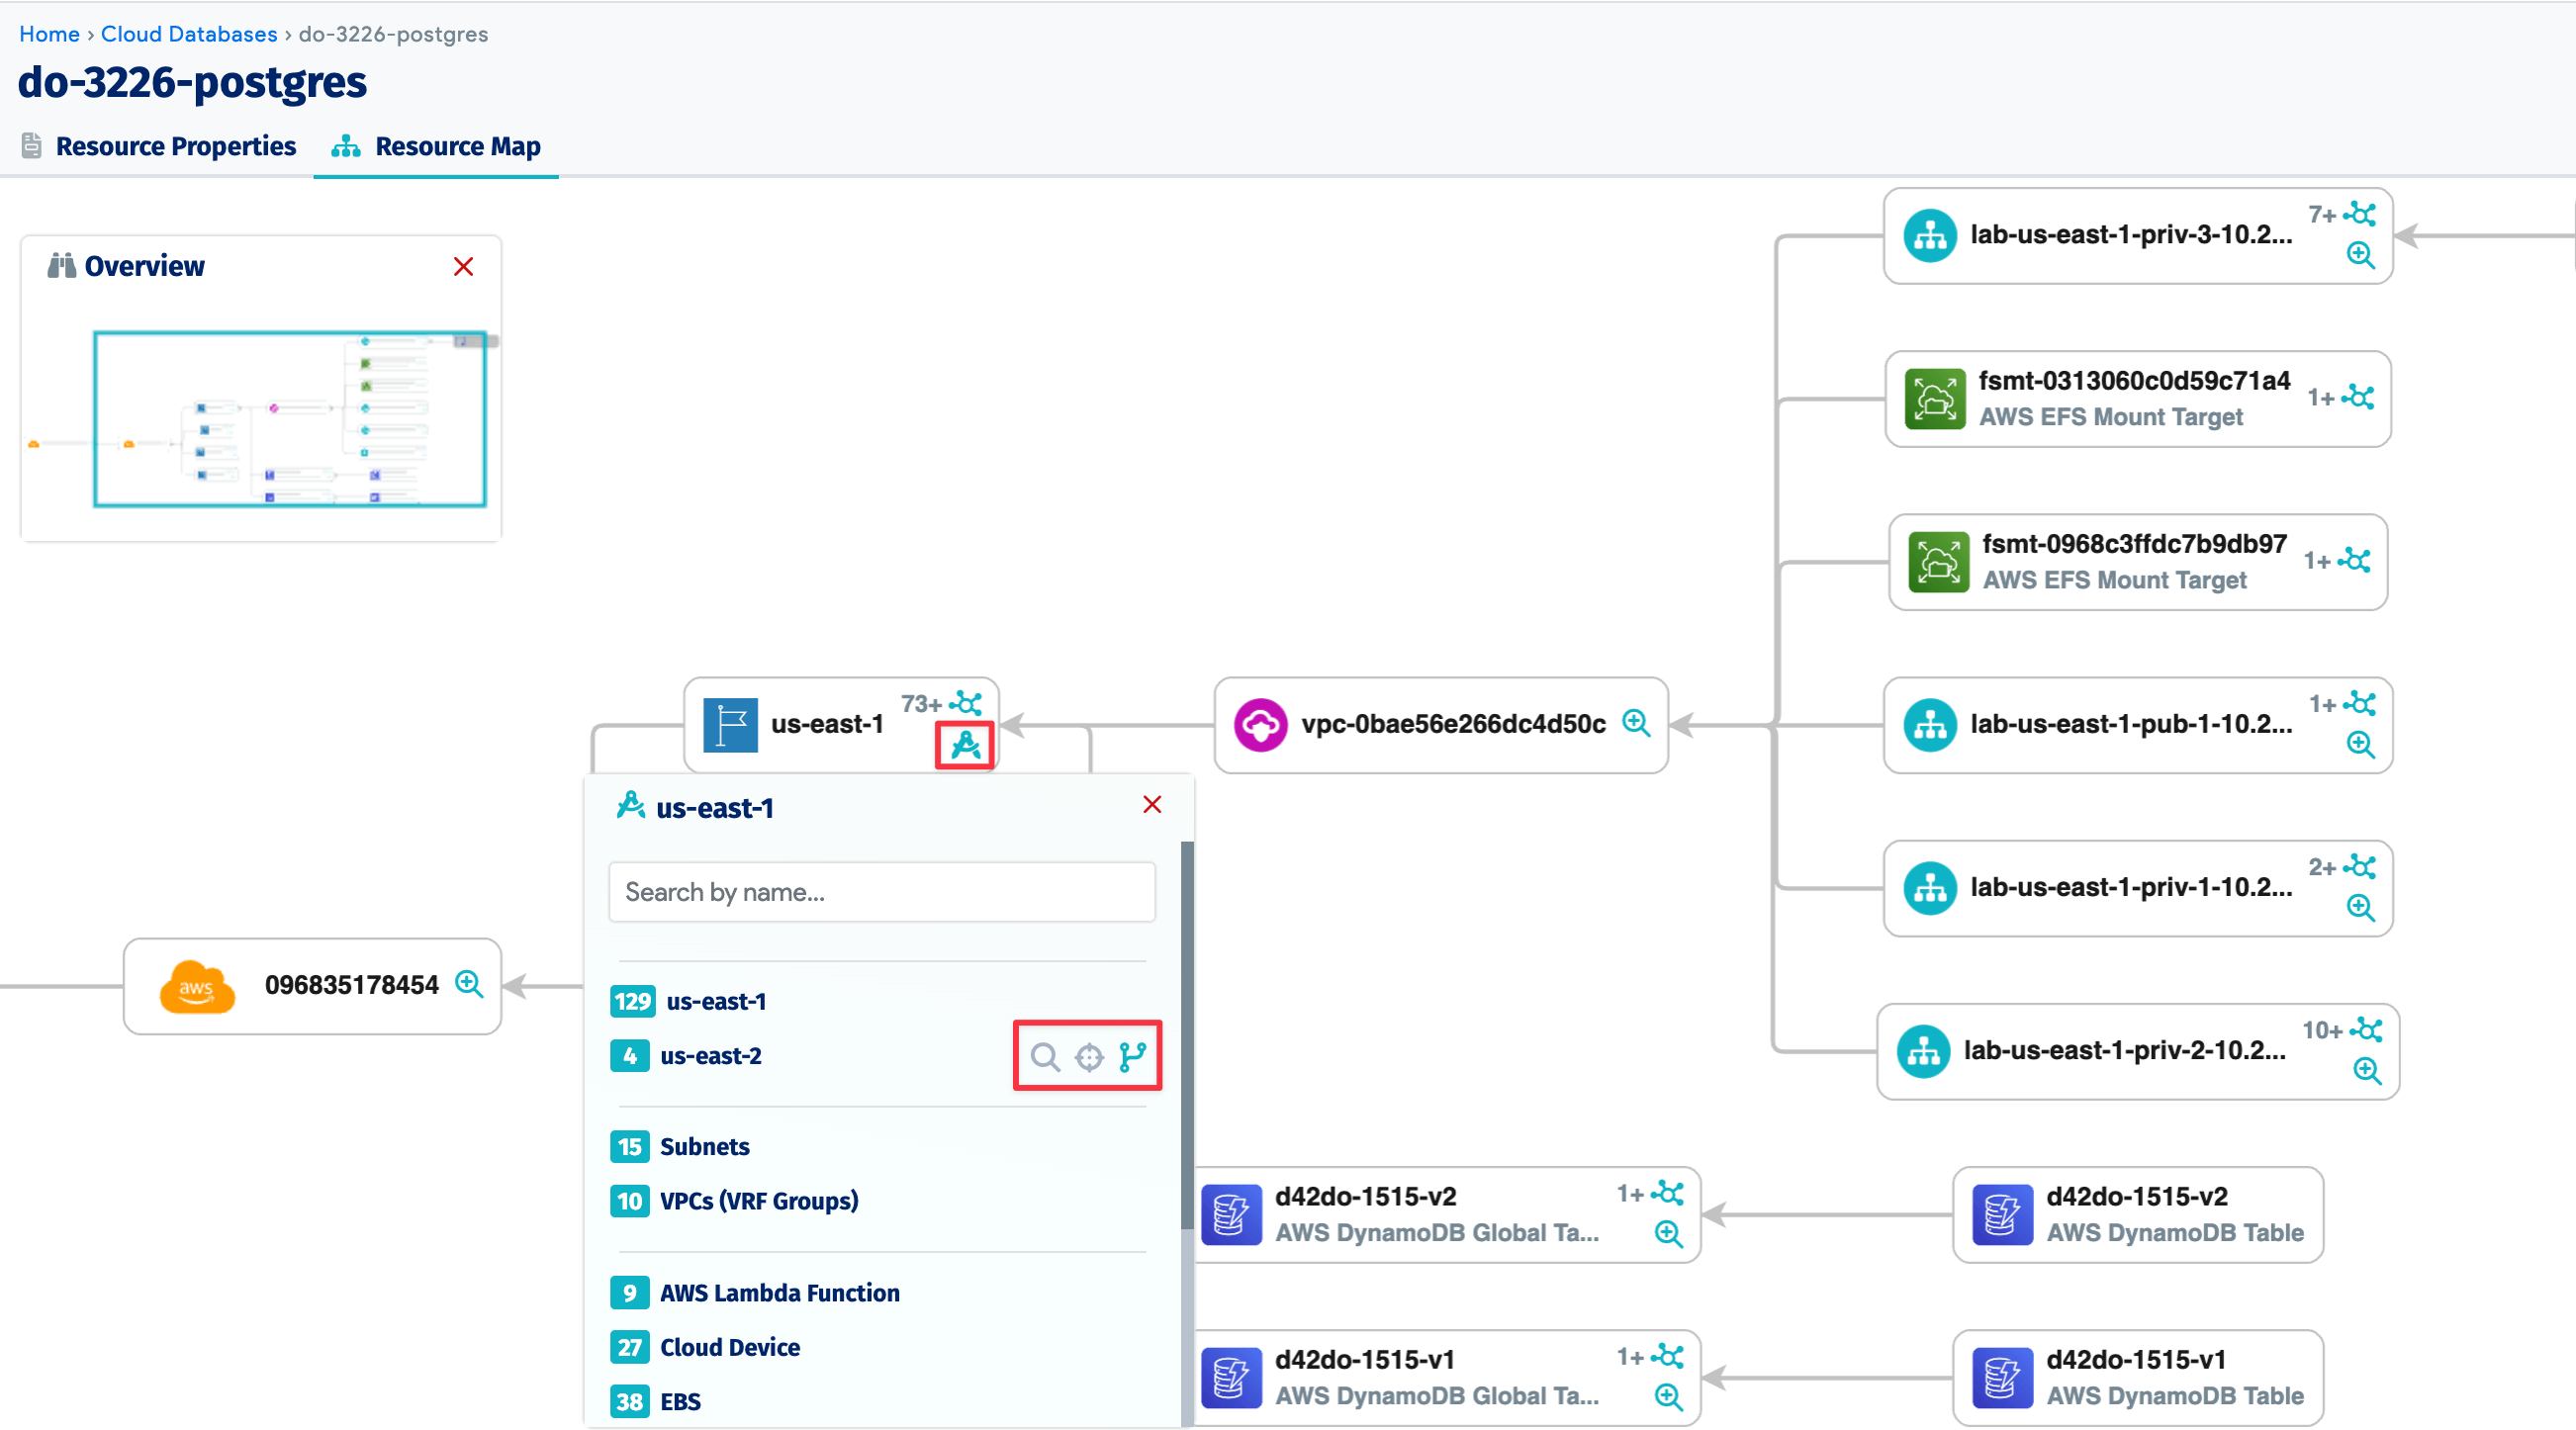 Home › Cloud Databases › do-3226-postgres
do-3226-postgres
Resource Properties
Resource Map
Overview
lab-us-east-1-priv-3-10.2...
7+
fsmt-0313060c0d59c71a4
AWS EFS Mount Target
1+
fsmt-0968c3ffdc7b9db97
AWS EFS Mount Target
1+
us-east-1
73+
vpc-0bae56e266dc4d50c
lab-us-east-1-pub-1-10.2...
1+
us-east-1
Search by name...
lab-us-east-1-priv-1-10.2...
2+
aws
096835178454
129 us-east-1
4 us-east-2
lab-us-east-1-priv-2-10.2...
10+
15 Subnets
10 VPCs (VRF Groups)
9 AWS Lambda Function
27 Cloud Device
38 EBS
d42do-1515-v2
AWS DynamoDB Global Ta...
1+
d42do-1515-v2
AWS DynamoDB Table
d42do-1515-v1
AWS DynamoDB Global Ta...
1+
d42do-1515-v1
AWS DynamoDB Table